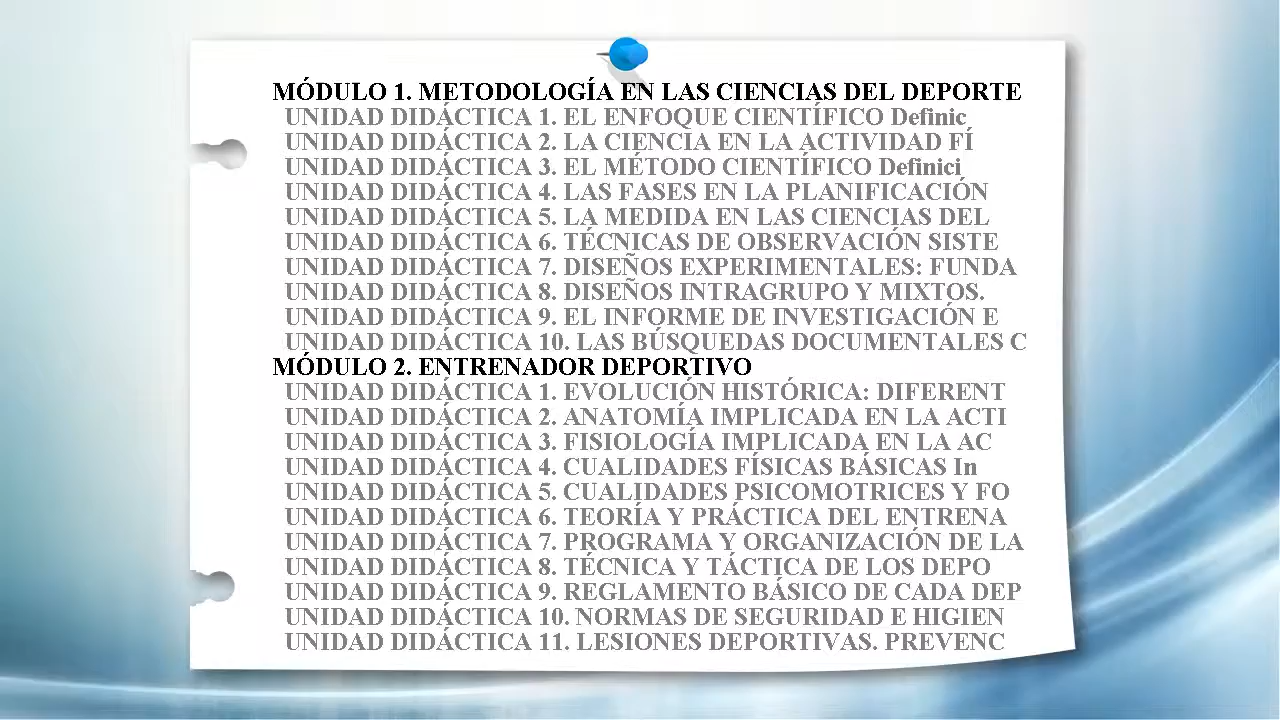 MÓDULO 1. METODOLOGÍA EN LAS CIENCIAS DEL DEPORTE
UNIDAD DIDÁCTICA 1. EL ENFOQUE CIENTÍFICO Definic
UNIDAD DIDÁCTICA 2. LA CIENCIA EN LA ACTIVIDAD FÍ
UNIDAD DIDÁCTICA 3. EL MÉTODO CIENTÍFICO Definici
UNIDAD DIDÁCTICA 4. LAS FASES EN LA PLANIFICACIÓN
UNIDAD DIDÁCTICA 5. LA MEDIDA EN LAS CIENCIAS DEL
UNIDAD DIDÁCTICA 6. TÉCNICAS DE OBSERVACIÓN SISTE
UNIDAD DIDÁCTICA 7. DISEÑOS EXPERIMENTALES: FUNDA
UNIDAD DIDÁCTICA 8. DISEÑOS INTRAGRUPO Y MIXTOS.
UNIDAD DIDÁCTICA 9. EL INFORME DE INVESTIGACIÓN E
UNIDAD DIDÁCTICA 10. LAS BÚSQUEDAS DOCUMENTALES C
MÓDULO 2. ENTRENADOR DEPORTIVO
UNIDAD DIDÁCTICA 1. EVOLUCIÓN HISTÓRICA: DIFERENT
UNIDAD DIDÁCTICA 2. ANATOMÍA IMPLICADA EN LA ACTI
UNIDAD DIDÁCTICA 3. FISIOLOGÍA IMPLICADA EN LA AC
UNIDAD DIDÁCTICA 4. CUALIDADES FÍSICAS BÁSICAS In
UNIDAD DIDÁCTICA 5. CUALIDADES PSICOMOTRICES Y FO
UNIDAD DIDÁCTICA 6. TEORÍA Y PRÁCTICA DEL ENTRENA
UNIDAD DIDÁCTICA 7. PROGRAMA Y ORGANIZACIÓN DE LA
UNIDAD DIDÁCTICA 8. TÉCNICA Y TÁCTICA DE LOS DEPO
UNIDAD DIDÁCTICA 9. REGLAMENTO BÁSICO DE CADA DEP
UNIDAD DIDÁCTICA 10. NORMAS DE SEGURIDAD E HIGIEN
UNIDAD DIDÁCTICA 11. LESIONES DEPORTIVAS. PREVENC